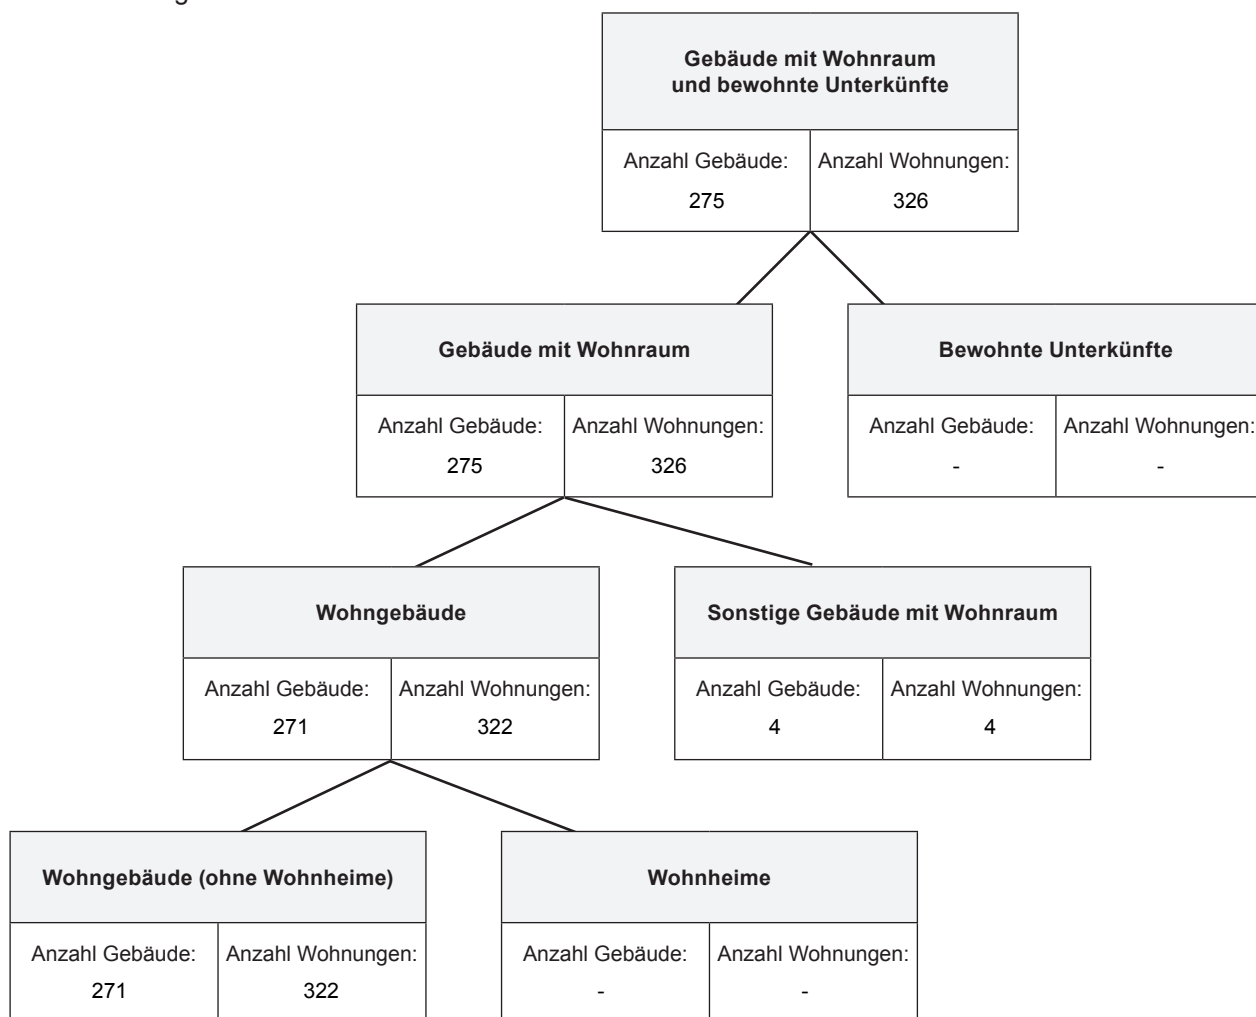 Gebäude mit Wohnraum
und bewohnte Unterkünfte
Anzahl Gebäude: Anzahl Wohnungen:
275 326
Gebäude mit Wohnraum
Bewohnte Unterkünfte
Anzahl Gebäude: Anzahl Wohnungen:
275 326
Anzahl Gebäude: Anzahl Wohnungen:
- -
Wohngebäude
Sonstige Gebäude mit Wohnraum
Anzahl Gebäude: Anzahl Wohnungen:
271 322
Anzahl Gebäude: Anzahl Wohnungen:
4 4
Wohngebäude (ohne Wohnheime)
Wohnheime
Anzahl Gebäude: Anzahl Wohnungen:
271 322
Anzahl Gebäude: Anzahl Wohnungen:
- -